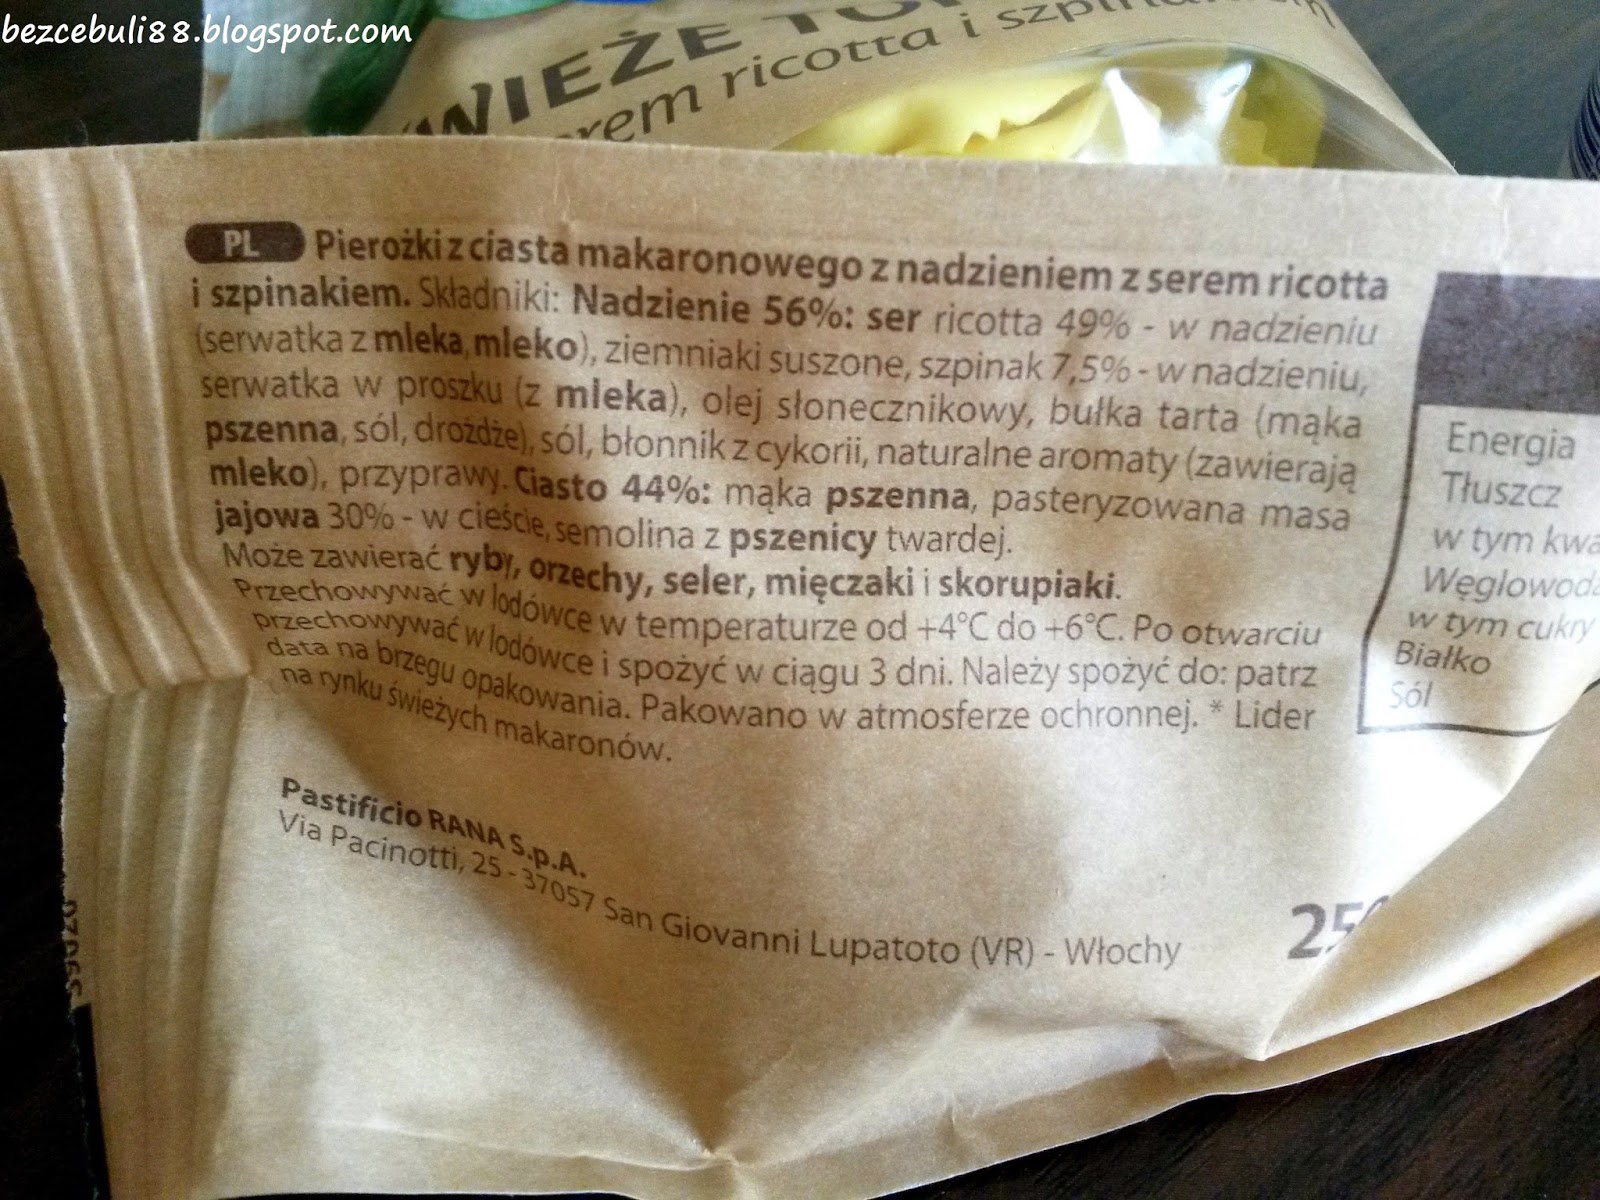 bezcebuli88.blogspot.com
ricotta i
PL Pierożki z ciasta makaronowego z nadzieniem z serem ricotta
i szpinakiem. Składniki: Nadzienie 56%: ser ricotta 49% - w nadzieniu
(serwatka z mleka, mleko), ziemniaki suszone, szpinak 7,5% - w nadzieniu,
serwatka w proszku (z mleka), olej słonecznikowy, bułka tarta (mąka
pszenna, sól, drożdże), sól, błonnik z cykorii, naturalne aromaty (zawierają
mleko), przyprawy. Ciasto 44%: mąka pszenna, pasteryzowana masa
jajowa 30% - w cieście, semolina z pszenicy twardej.
Może zawierać ryby, orzechy, seler, mięczaki i skorupiaki.
Przechowywać w lodówce w temperaturze od +4°C do +6°C. Po otwarciu
przechowywać w lodówce i spożyć w ciągu 3 dni. Należy spożyć do: patrz
data na brzegu opakowania. Pakowano w atmosferze ochronnej. * Lider
na rynku świeżych makaronów.
Pastificio RANA S.p.A.
Via Pacinotti, 25 - 37057 San Giovanni Lupatoto (VR) - Włochy
Energia
Tłuszcz
w tym
w tym cukry
Białko
Sól